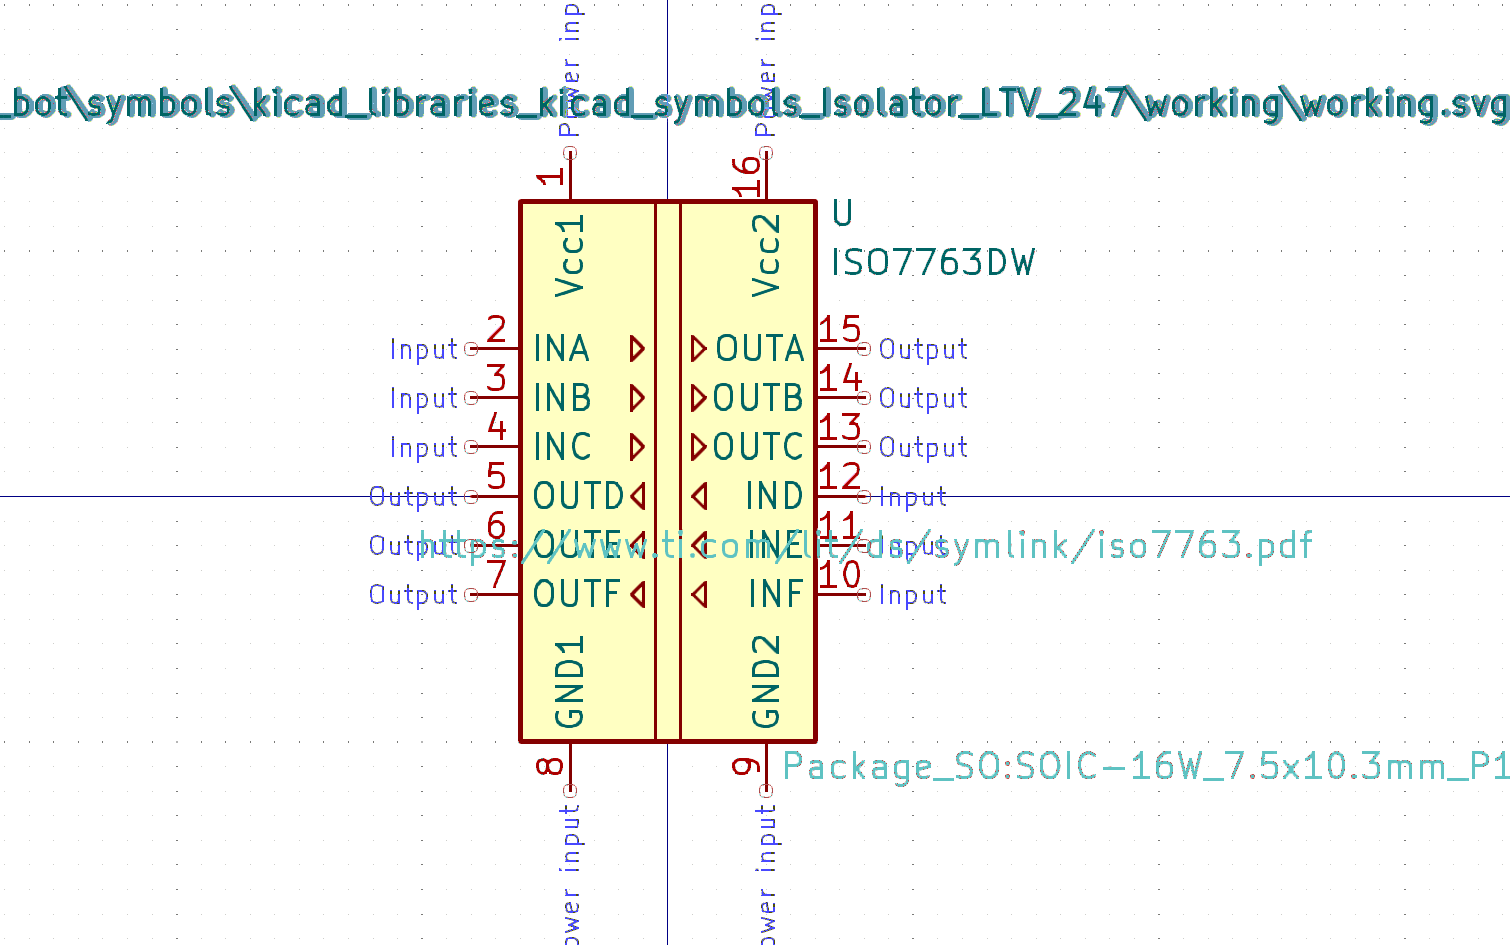 Power inp
Power inp
_bot\symbols\kicad_libraries_kicad_symbols_Isolator_LTV_247\working\working.svg
1
16
U
Vcc1
Vcc2
ISO7763DW
Input 2 INA OUTA 15 Output
Input 3 INB OUTB 14 Output
Input 4 INC OUTC 13 Output
Output 5 OUTD IND 12 Input
Output 6 OUTE INE 11 Input
https://www.ti.com/lit/ds/symlink/iso7763.pdf
Output 7 OUTF INF 10 Input
GND1
GND2
8
9
Package_SO:SOIC-16W_7.5x10.3mm_P1
ower input
ower input